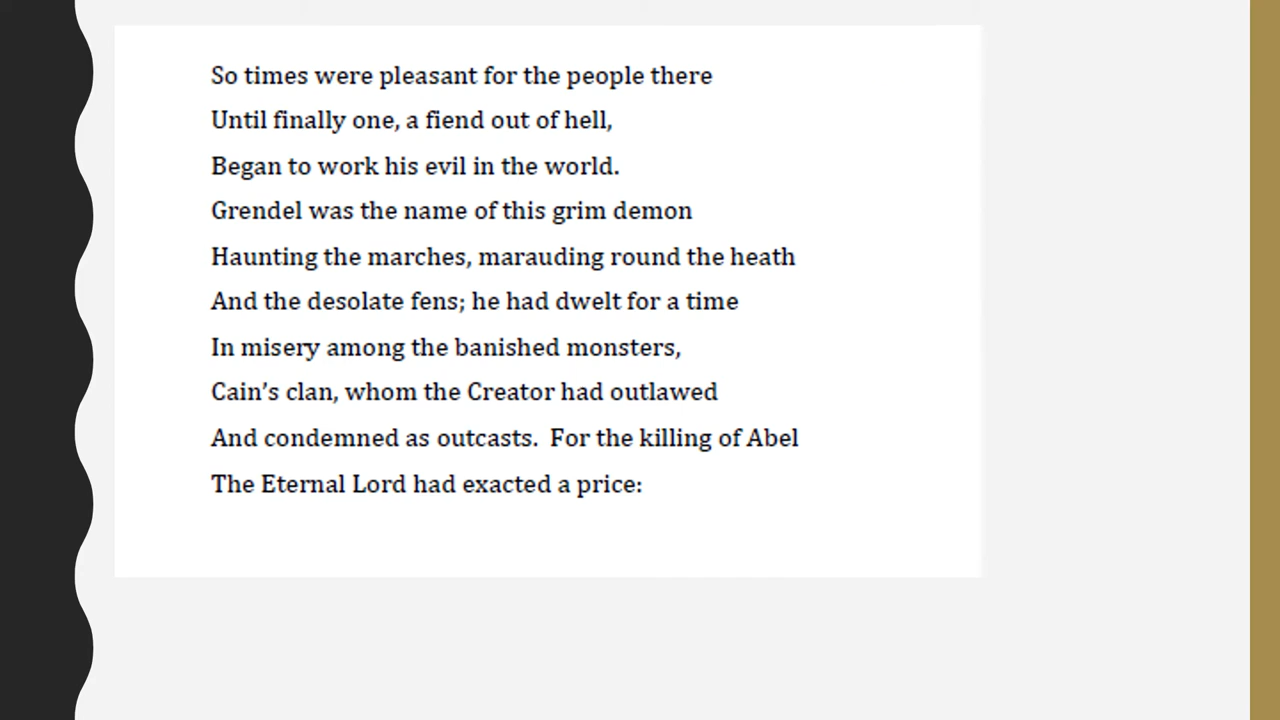 So times were pleasant for the people there
Until finally one, a fiend out of hell,
Began to work his evil in the world.
Grendel was the name of this grim demon
Haunting the marches, marauding round the heath
And the desolate fens; he had dwelt for a time
In misery among the banished monsters,
Cain’s clan, whom the Creator had outlawed
And condemned as outcasts.  For the killing of Abel
The Eternal Lord had exacted a price: